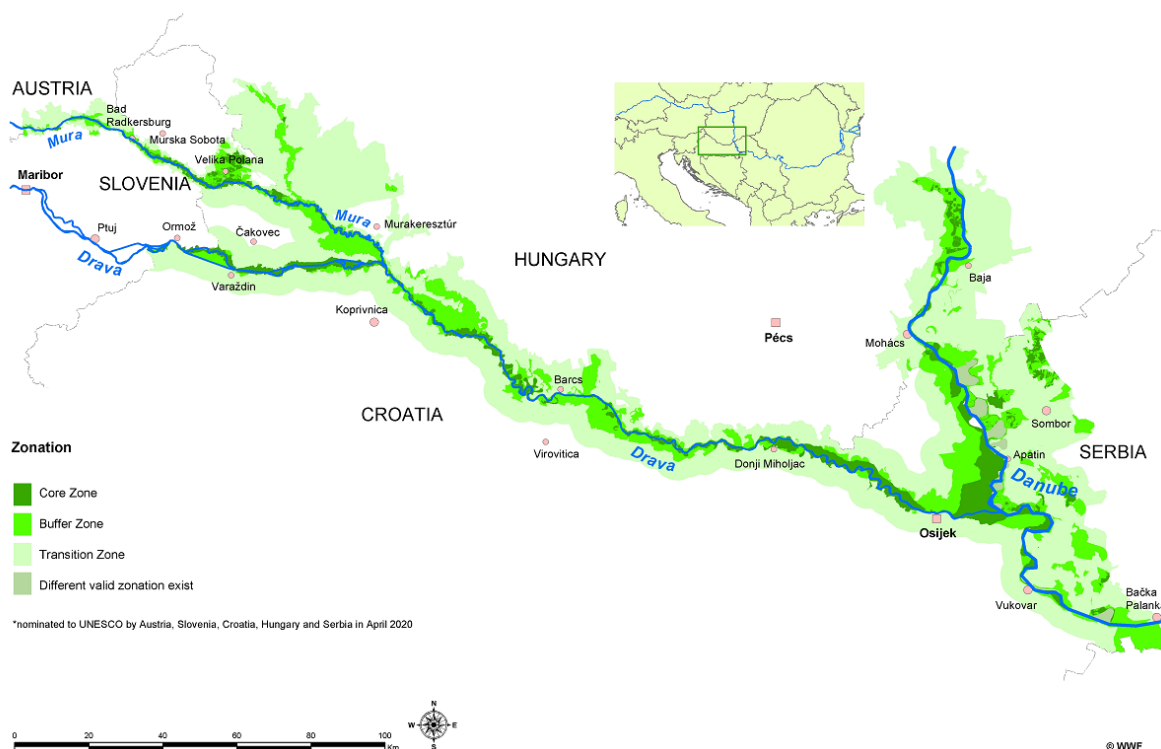 AUSTRIA
Bad
Radkersburg
Mura
Murska Sobota
Velika Polana
SLOVENIA
Maribor
Ptuj
Ormož
Čakovec
Mura
Murakeresztúr
Drava
Varaždin
HUNGARY
Baja
Koprivnica
Pécs
Mohács
Barcs
CROATIA
Sombor
Virovitica
Drava
Donji Miholjac
Apatin
SERBIA
Danube
Osijek
Vukovar
Bačka
Palanka
Zonation
Core Zone
Buffer Zone
Transition Zone
Different valid zonation exist
*nominated to UNESCO by Austria, Slovenia, Croatia, Hungary and Serbia in April 2020
N
W
E
S
0 20 40 60 80 100
Km
© WWF